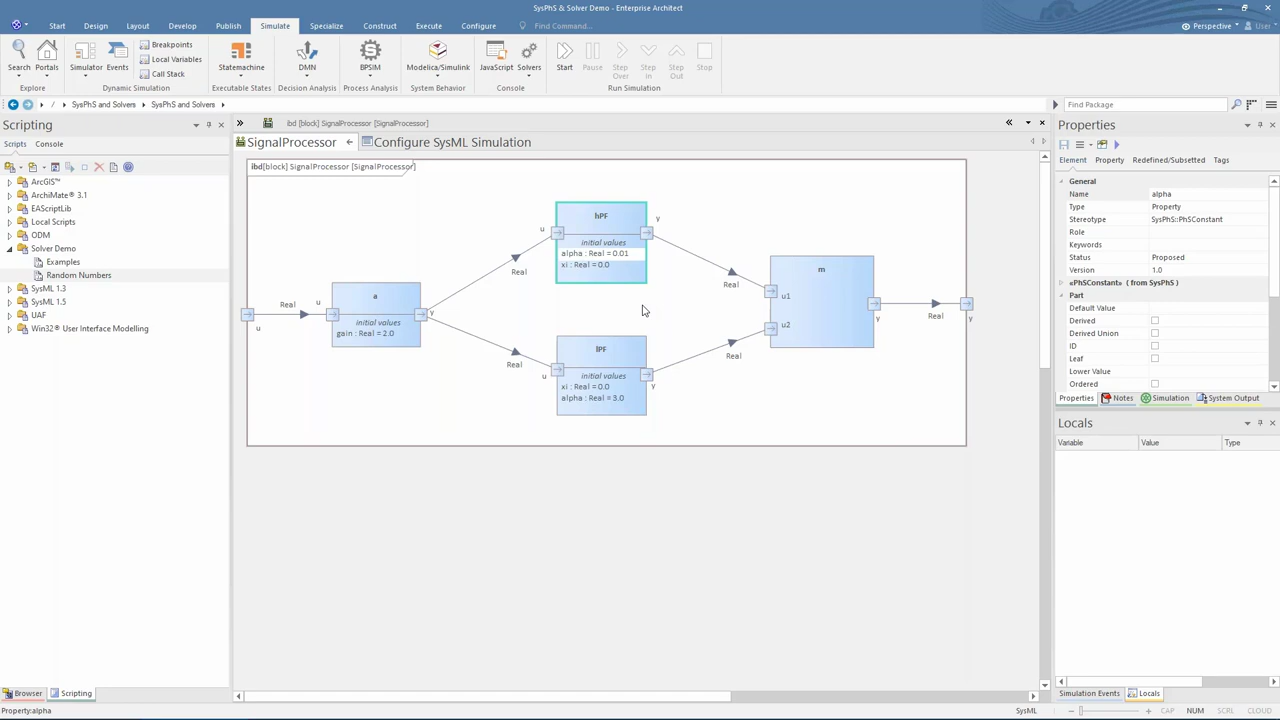 SysPhS & Solver Demo - Enterprise Architect
Start Design Layout Develop Publish Simulate Specialize Construct Execute Configure Find Command... Perspective User
Search Portals Simulator Events Breakpoints Local Variables Call Stack Statemachine DMN BPSIM Modelica/Simulink JavaScript Solvers Start Pause Step Over Step In Step Out Stop
Explore Dynamic Simulation Executable States Decision Analysis Process Analysis System Behavior Console Run Simulation
/ SysPhS and Solvers SysPhS and Solvers Find Package
Scripting
Scripts Console
ArcGIS™
ArchiMate® 3.1
EAScriptLib
Local Scripts
ODM
Solver Demo
Examples
Random Numbers
SysML 1.3
SysML 1.5
UAF
Win32® User Interface Modelling
Browser Scripting
ibd [block] SignalProcessor [SignalProcessor]
SignalProcessor Configure SysML Simulation
ibd[block] SignalProcessor [SignalProcessor]
u
Real
u
a
initial values
gain : Real = 2.0
y
Real
Real
u
hPF
initial values
alpha : Real = 0.01
xi : Real = 0.0
y
u
lPF
initial values
xi : Real = 0.0
alpha : Real = 3.0
y
Real
Real
m
u1
u2
y
Real
y
Properties
Element Property Redefined/Subsetted Tags
General
Name alpha
Type Property
Stereotype SysPhS::PhSConstant
Role
Keywords
Status Proposed
Version 1.0
«PhSConstant» ( from SysPhS )
Part
Default Value
Derived
Derived Union
ID
Leaf
Lower Value
Ordered
Properties Notes Simulation System Output
Locals
Variable Value Type
Simulation Events Locals
Property:alpha SysML CAP NUM SCRL CLOUD